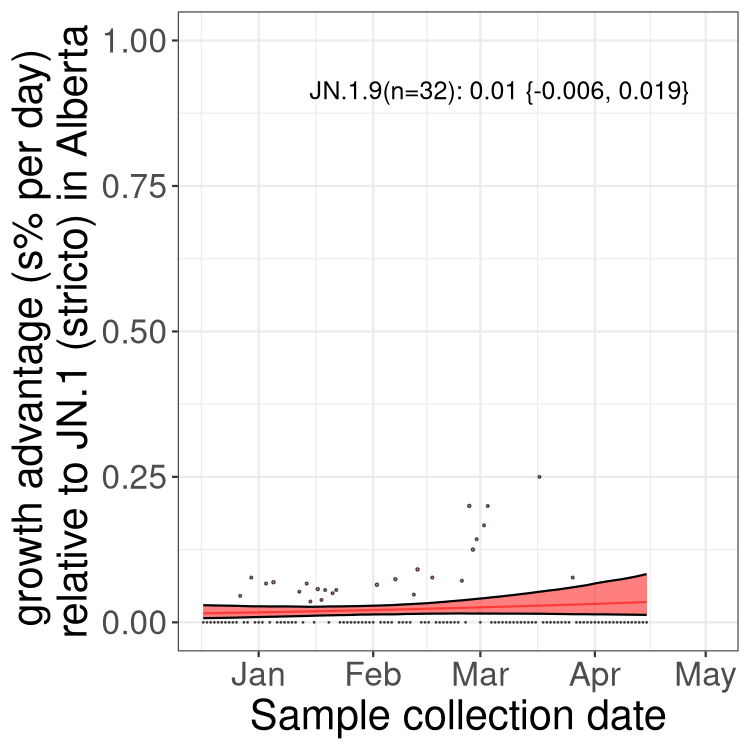 growth advantage (s% per day)
relative to JN.1 (stricto) in Alberta
1.00
0.75
0.50
0.25
0.00
JN.1.9(n=32): 0.01 {-0.006, 0.019}
Jan Feb Mar Apr May
Sample collection date